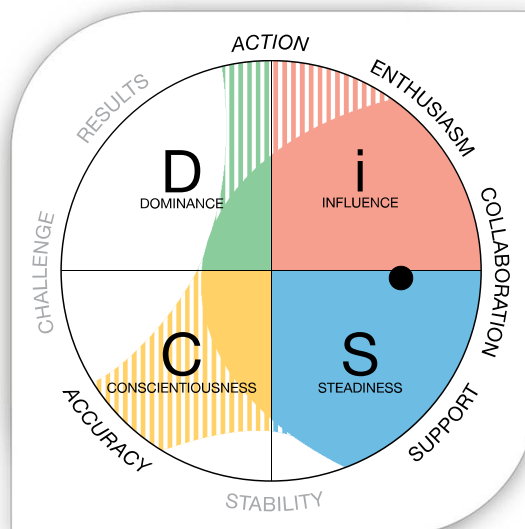 ACTION
ENTHUSIASM
RESULTS
D
DOMINANCE
i
INFLUENCE
COLLABORATION
CHALLENGE
C
CONSCIENTIOUSNESS
S
STEADINESS
ACCURACY
SUPPORT
STABILITY